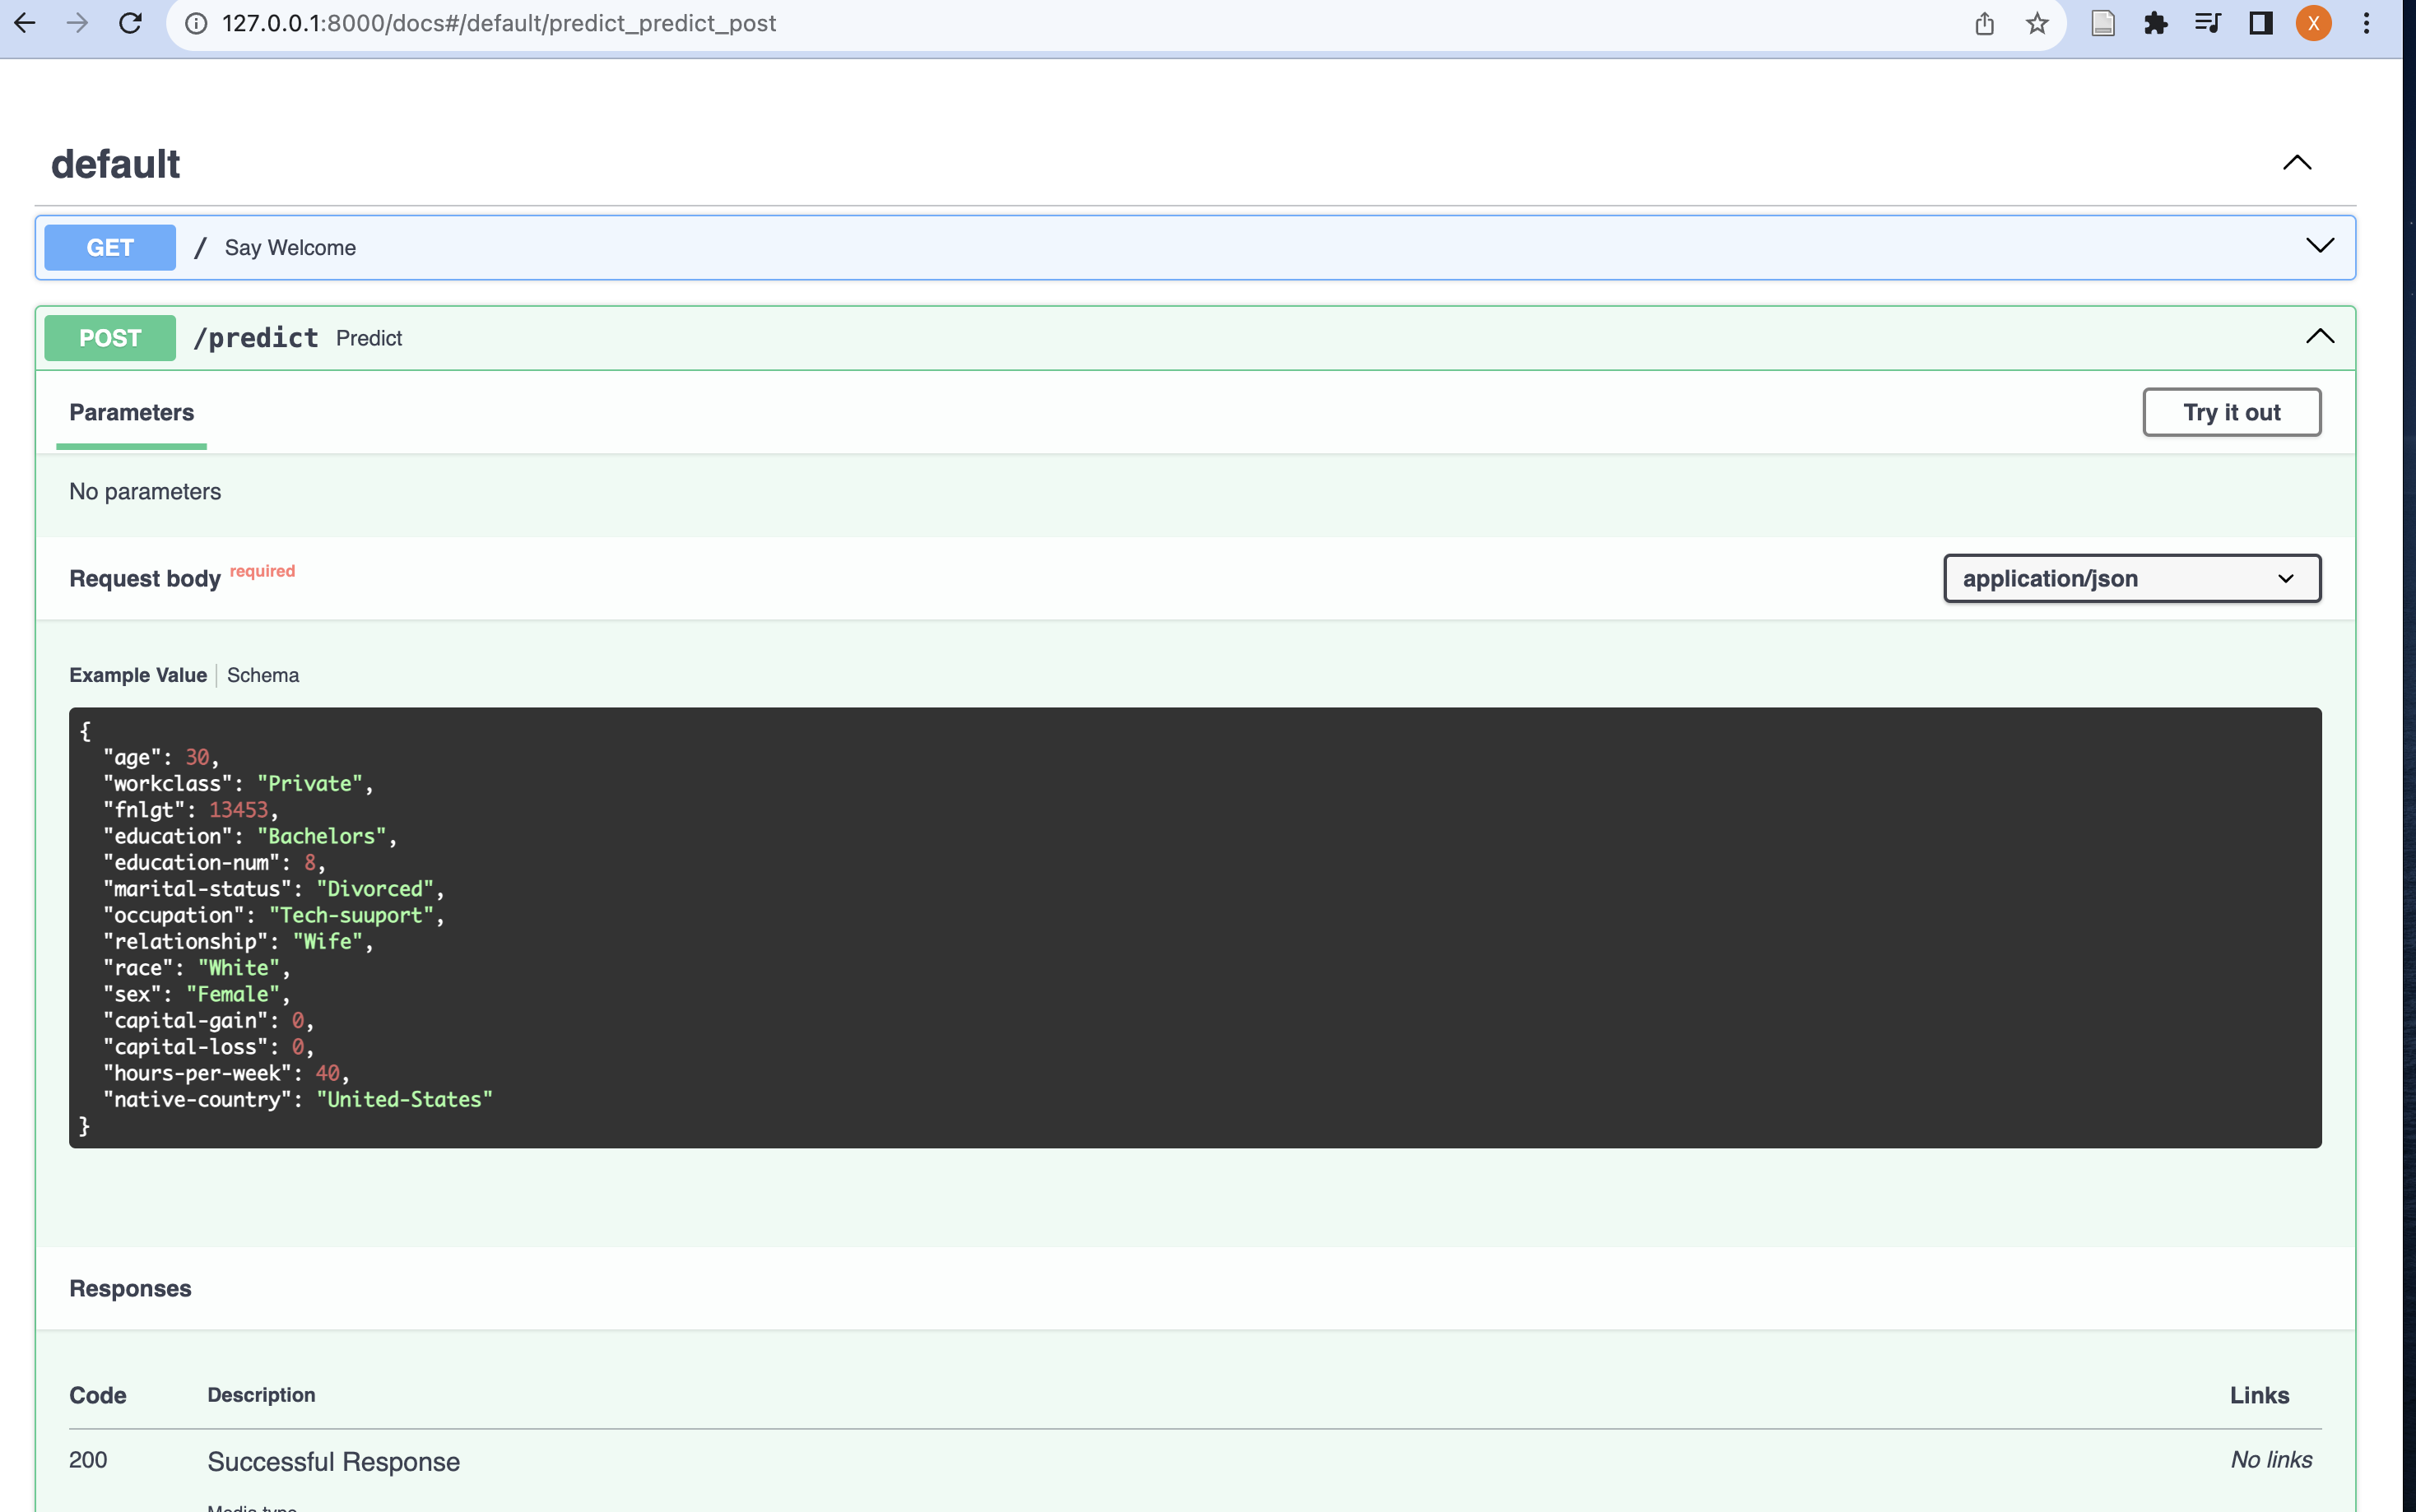 127.0.0.1:8000/docs#/default/predict_predict_post
X
default
GET / Say Welcome
POST /predict Predict
Parameters
Try it out
No parameters
Request body required
application/json
Example Value Schema
{
"age": 30,
"workclass": "Private",
"fnlgt": 13453,
"education": "Bachelors",
"education-num": 8,
"marital-status": "Divorced",
"occupation": "Tech-suuport",
"relationship": "Wife",
"race": "White",
"sex": "Female",
"capital-gain": 0,
"capital-loss": 0,
"hours-per-week": 40,
"native-country": "United-States"
}
Responses
Code Description Links
200 Successful Response No links
Media type